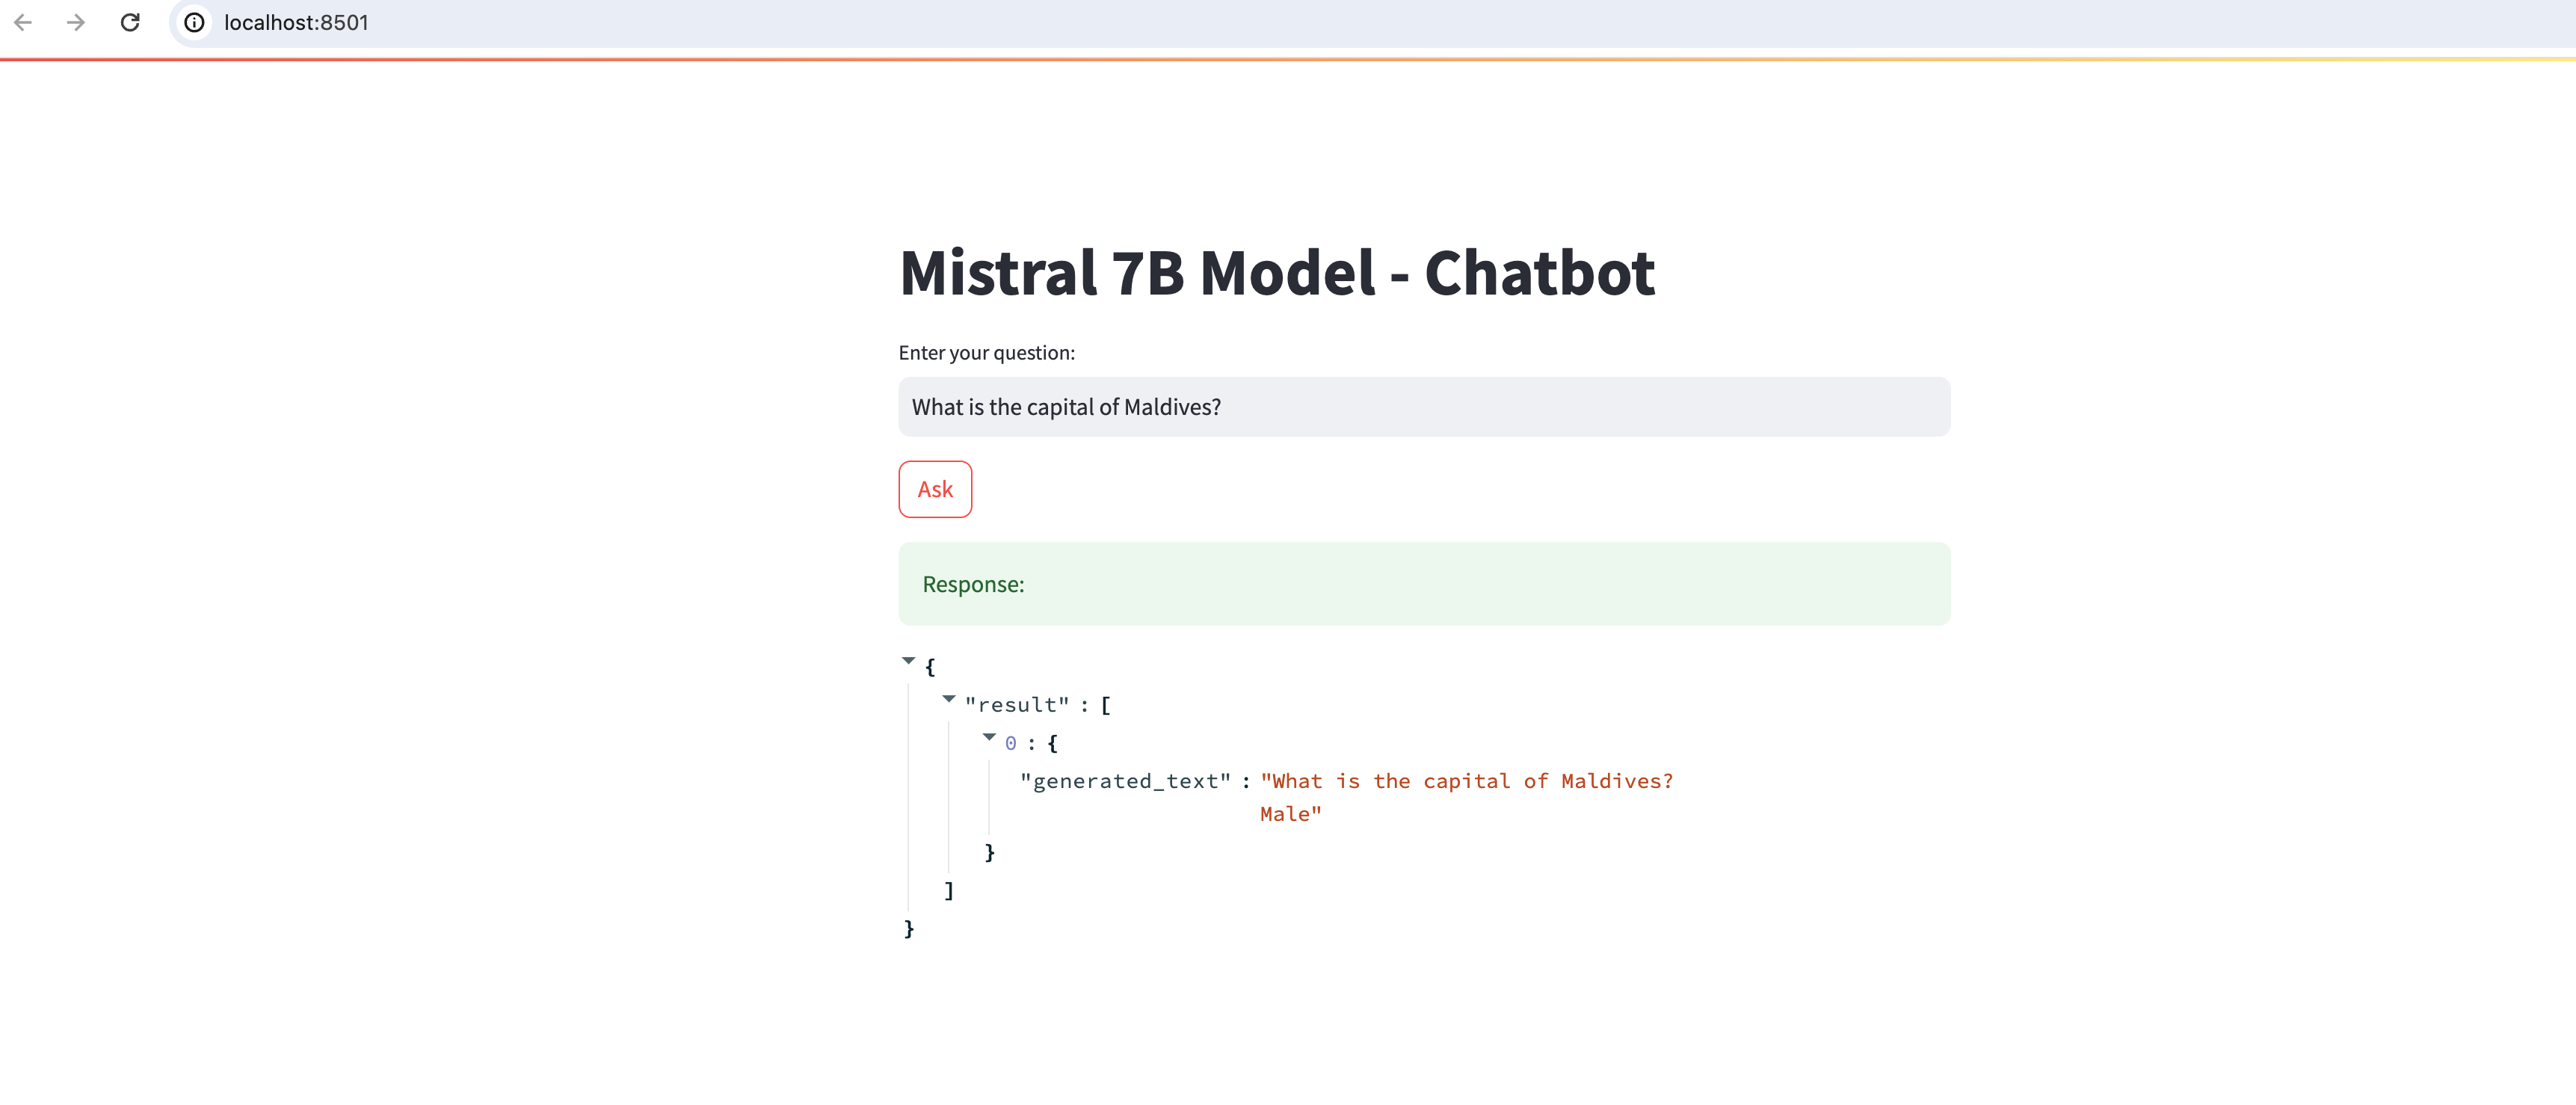 localhost:8501
Mistral 7B Model - Chatbot
Enter your question:
What is the capital of Maldives?
Ask
Response:
{
"result" : [
0 : {
"generated_text" : "What is the capital of Maldives?
Male"
}
]
}